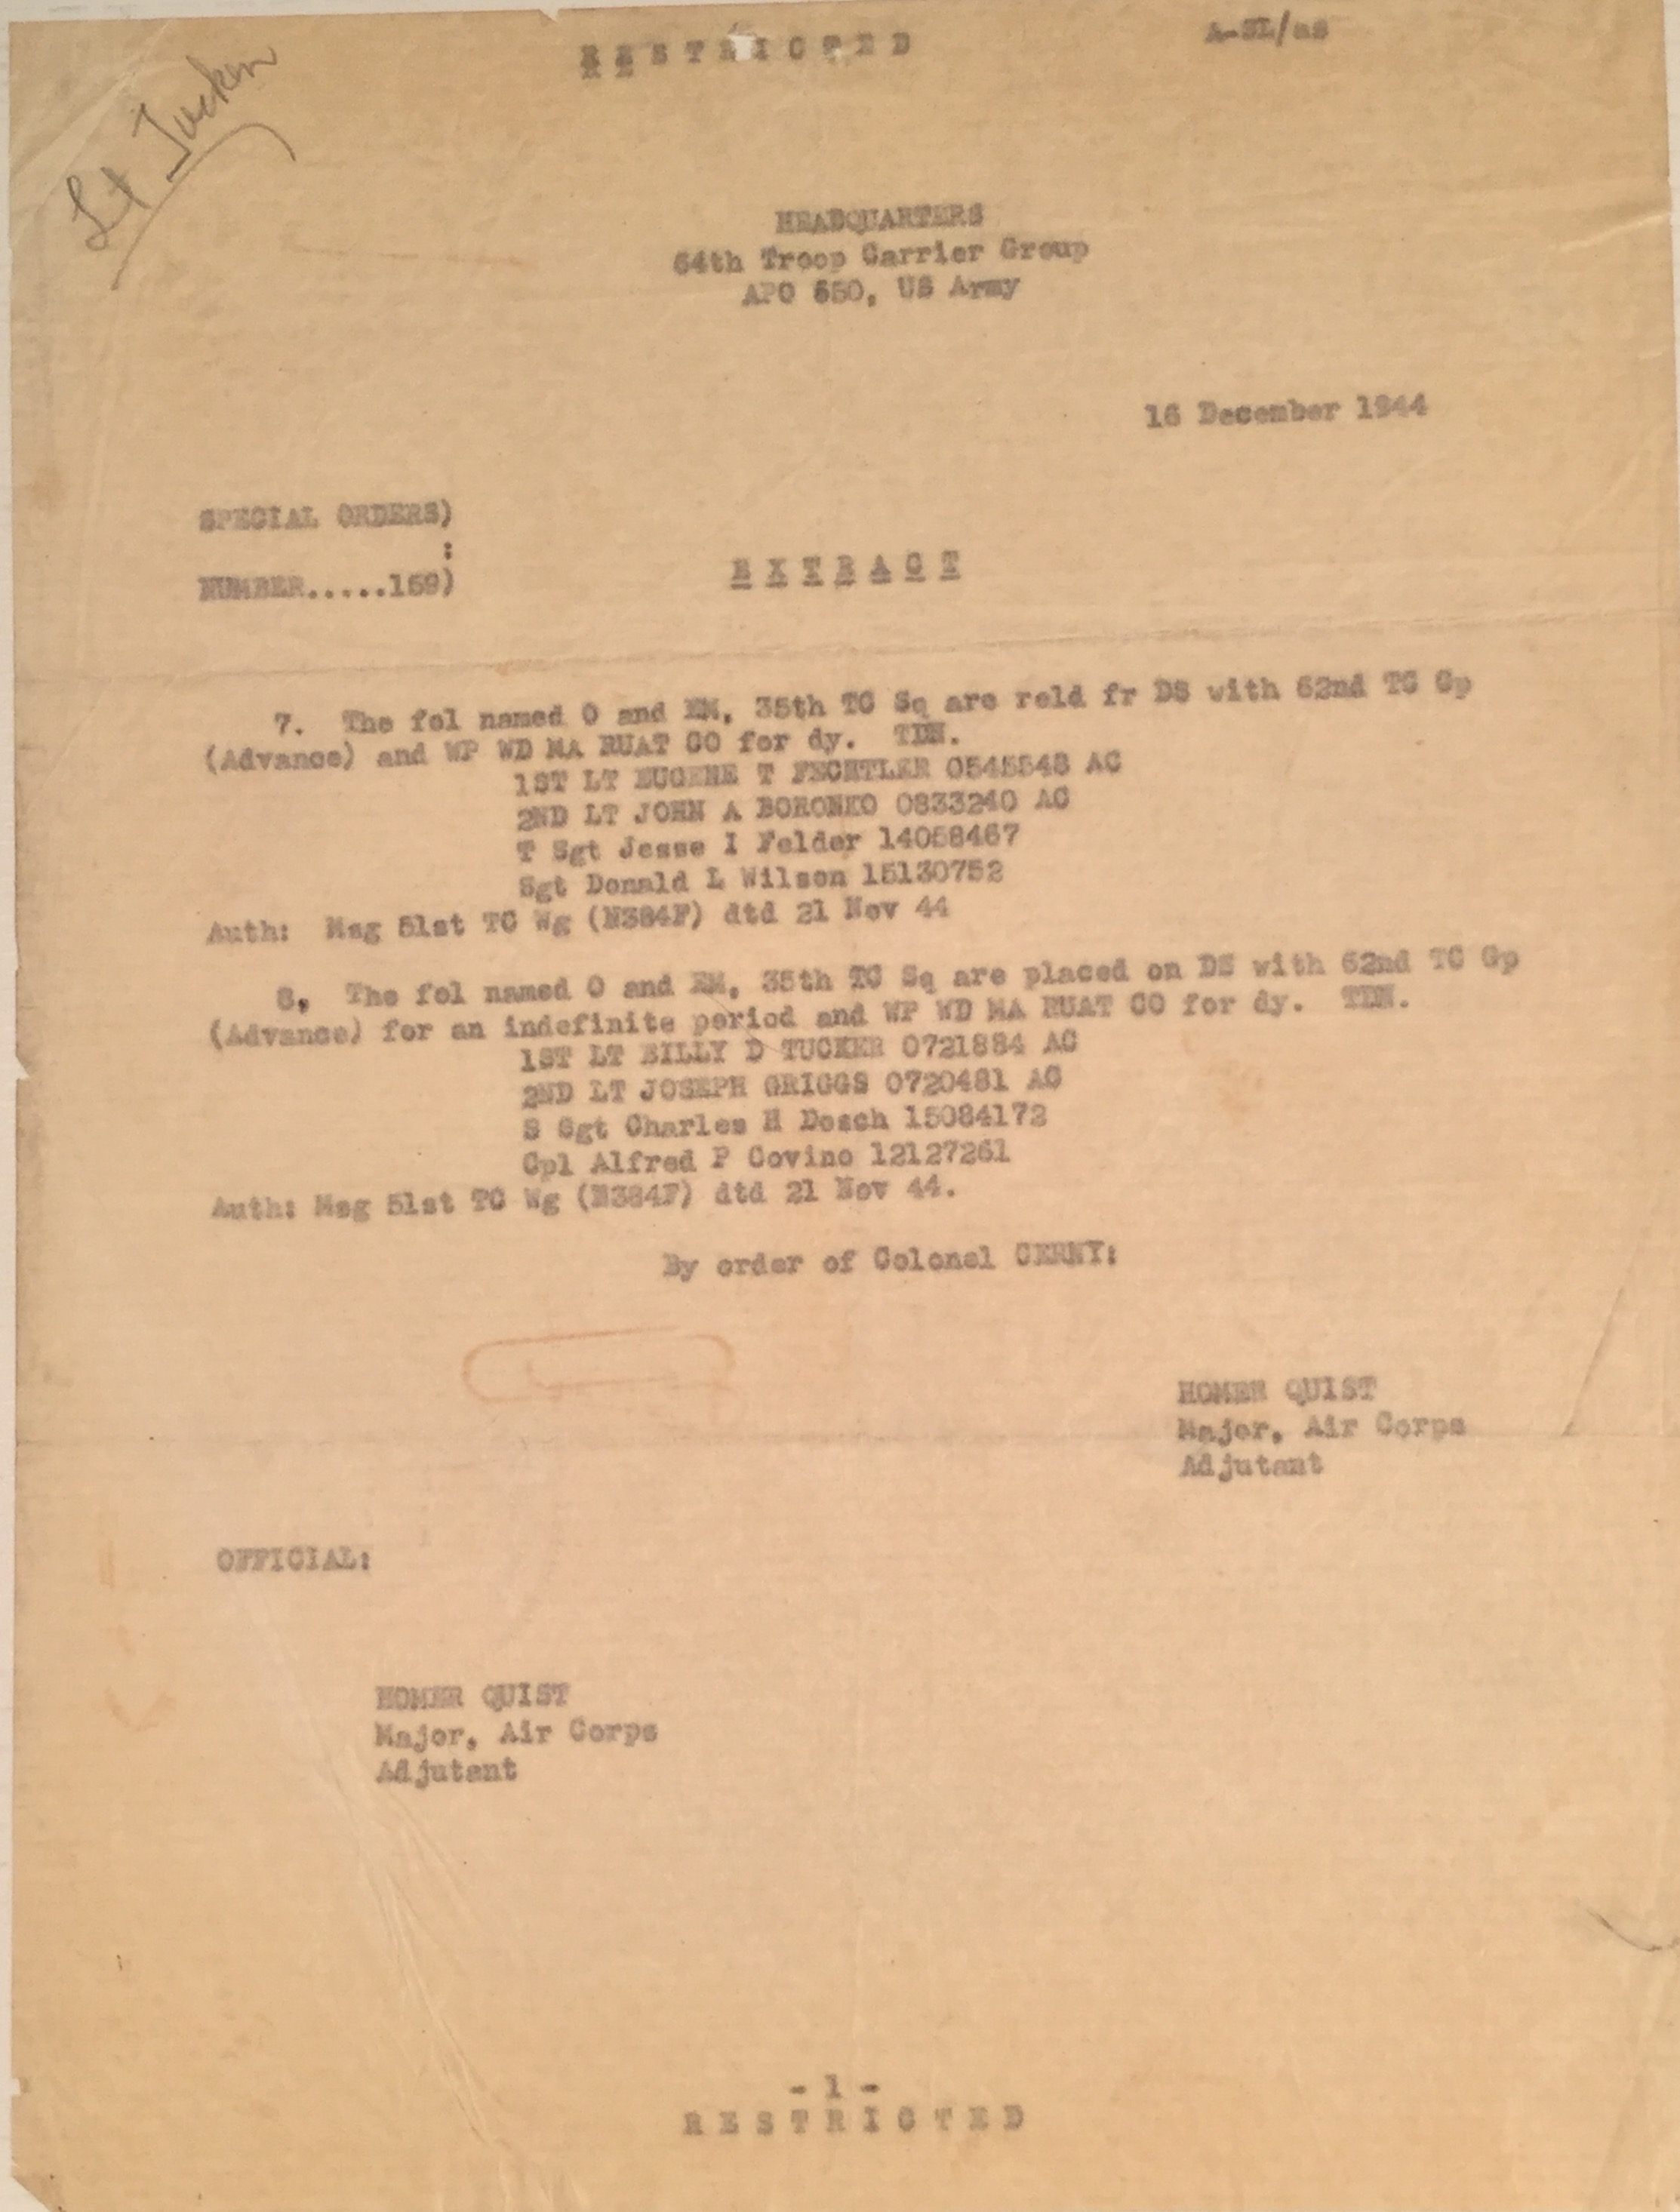 RESTRICTED
A-3L/as
Lt Tucker
HEADQUARTERS
64th Troop Carrier Group
APO 650, US Army
16 December 1944
SPECIAL ORDERS)
:
NUMBER.....159)
EXTRACT
7. The fol named O and EM, 35th TC Sq are reld fr DS with 62nd TC Gp
(Advance) and WP WD MA RUAT CO for dy. TDN.
1ST LT EUGENE T FECHTLER 0545548 AC
2ND LT JOHN A BORONKO 0833240 AC
T Sgt Jesse I Felder 14058467
Sgt Donald L Wilson 15130752
Auth: Msg 51st TC Wg (N384F) dtd 21 Nov 44
8. The fol named O and EM, 35th TC Sq are placed on DS with 62nd TC Gp
(Advance) for an indefinite period and WP WD MA RUAT CO for dy. TDN.
1ST LT BILLY D TUCKER 0721884 AC
2ND LT JOSEPH GRIGGS 0720481 AC
S Sgt Charles H Dosch 15084172
Cpl Alfred P Covino 12127261
Auth: Msg 51st TC Wg (N384F) dtd 21 Nov 44.
By order of Colonel CERNY:
HOMER QUIST
Major, Air Corps
Adjutant
OFFICIAL:
HOMER QUIST
Major, Air Corps
Adjutant
- 1 -
RESTRICTED